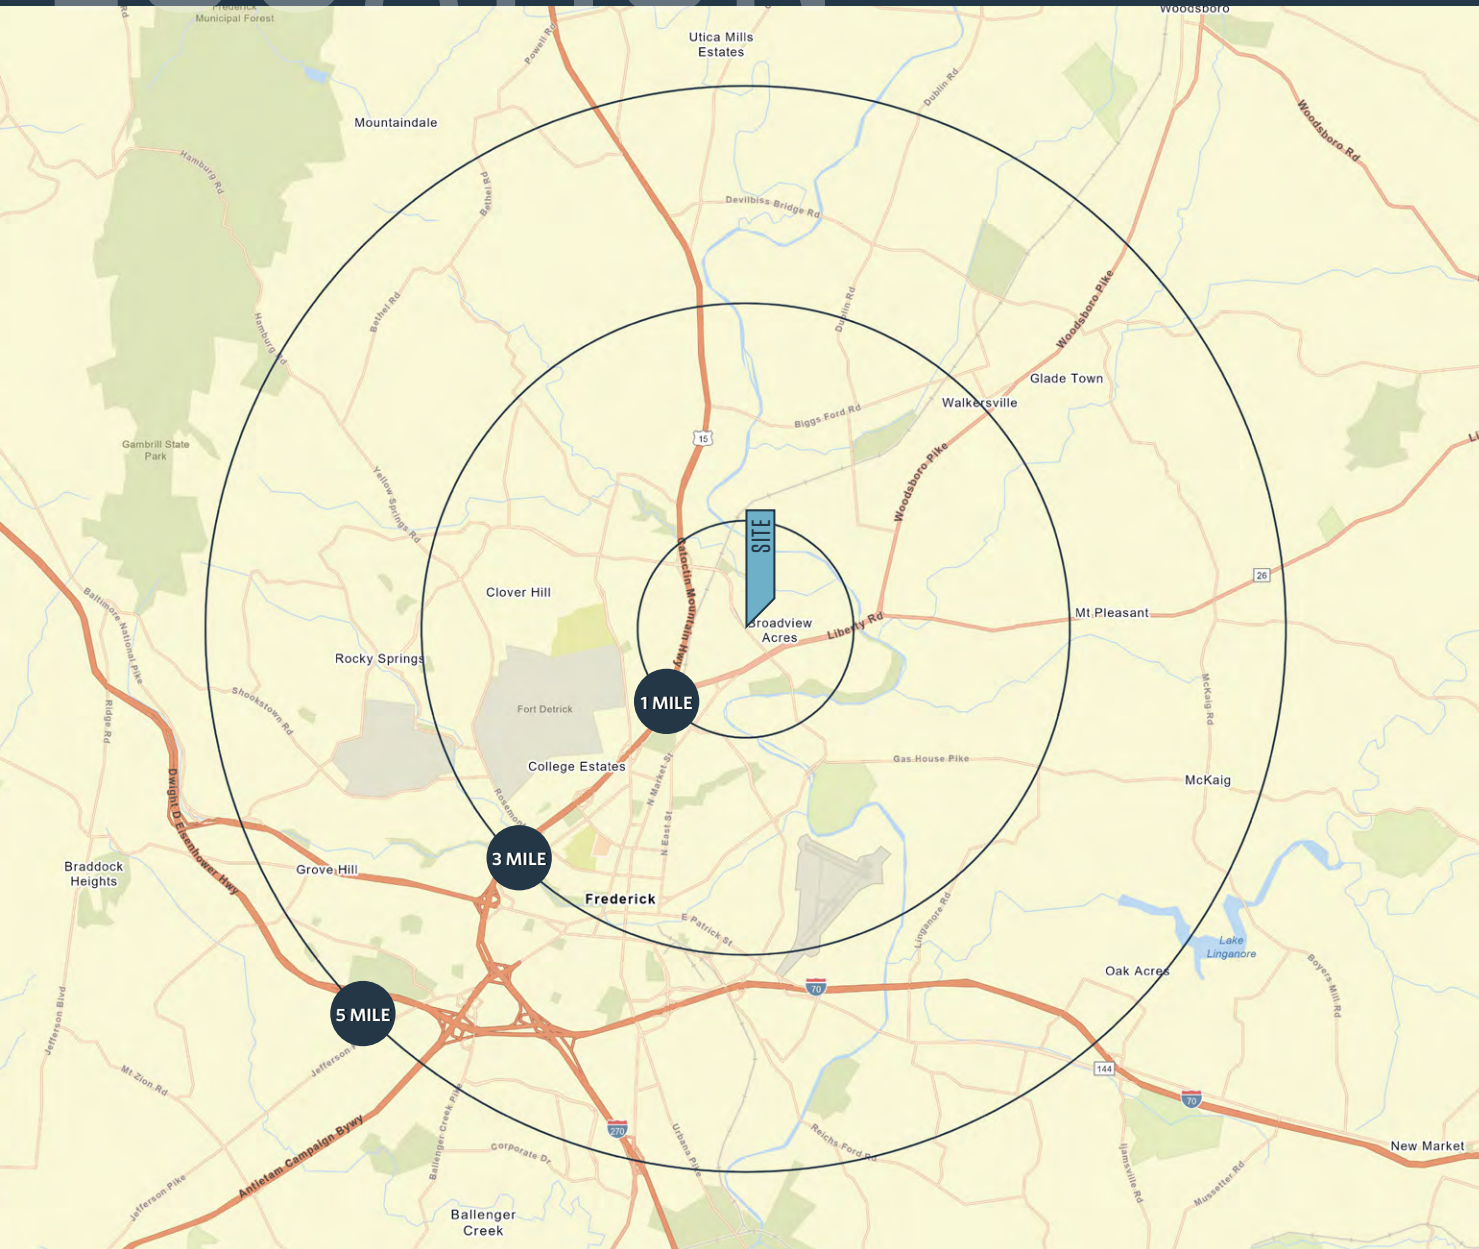 Frederick
Municipal Forest
Woodsboro
Rd
Powell Rd
Utica Mills
Estates
Dublin Rd
Mountaindale
Woodsboro Rd
Hamburg Rd
Bethel Rd
Devilbiss Bridge Rd
Bethel Rd
Dublin Rd
Woodsboro Pike
Hamburg Rd
Glade Town
Walkersville
Biggs Ford Rd
15
Gambrill State
Park
Li
Yellow Springs Rd
Woodsboro Pike
SITE
26
Catoctin Mountain Hwy
Clover Hill
Baltimore National Pike
Broadview
Acres
Liberty Rd
Mt Pleasant
Rocky Springs
Shookstown Rd
Ridge Rd
McKaig Rd
Fort Detrick
1 MILE
Gas House Pike
College Estates
N Market St
McKaig
Dwight D Eisenhower Hwy
Rosemont
N East St
3 MILE
Braddock
Heights
Grove Hill
Frederick
E Patrick St
Linganore Rd
Lake
Linganore
Oak Acres
70
Boyers Mill Rd
5 MILE
Jefferson Blvd
Jefferson P
144
Mt Zion Rd
70
Antietam Campaign Bywy
Ballenger Creek Pike
270
Urbana Pike
Reichs Ford Rd
New Market
Corporate Dr
Ijamsville Rd
Mussetter Rd
Jefferson Pike
Ballenger
Creek